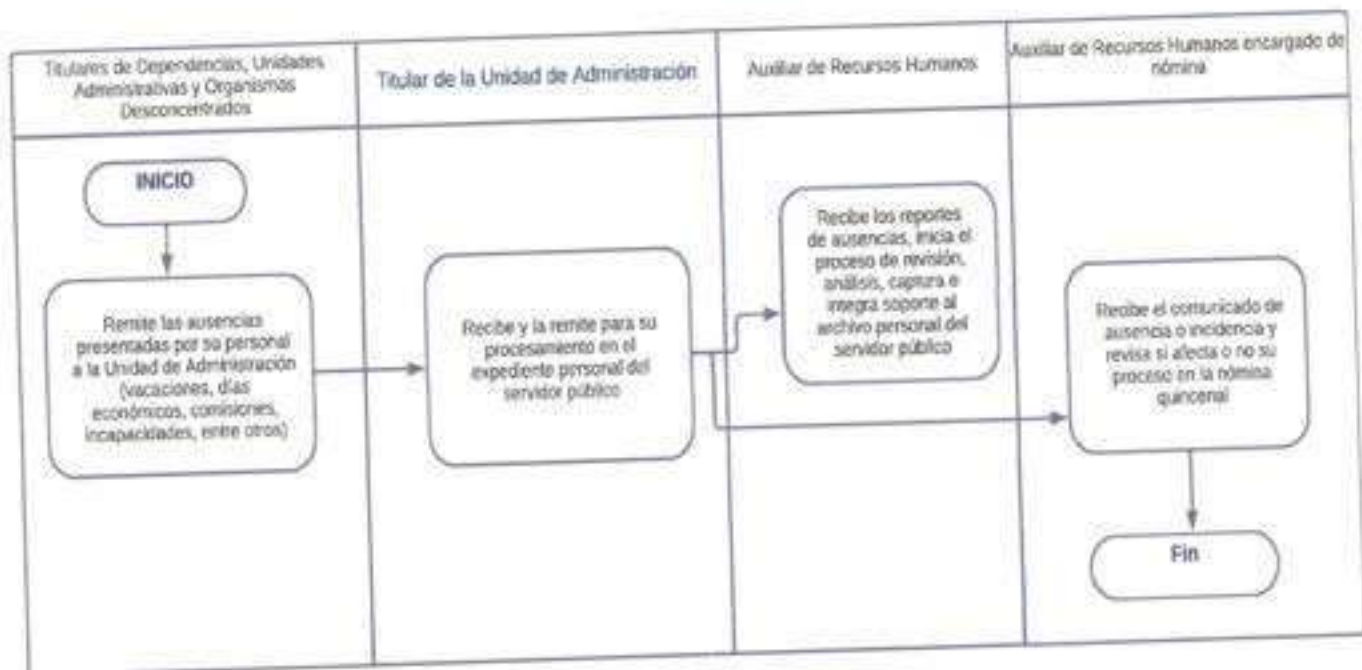 Titulares de Dependencias, Unidades
Administrativas y Organismos
Desconcentrados
Titular de la Unidad de Administración
Auxiliar de Recursos Humanos
Auxiliar de Recursos Humanos encargado de
nómina
INICIO
Remite las ausencias
presentadas por su personal
a la Unidad de Administración
(vacaciones, días
económicos, comisiones,
incapacidades, entre otros)
Recibe y la remite para su
procesamiento en el
expediente personal del
servidor público
Recibe los reportes
de ausencias, inicia el
proceso de revisión,
análisis, captura e
integra soporte al
archivo personal del
servidor público
Recibe el comunicado de
ausencia o incidencia y
revisa si afecta o no su
proceso en la nómina
quincenal
Fin